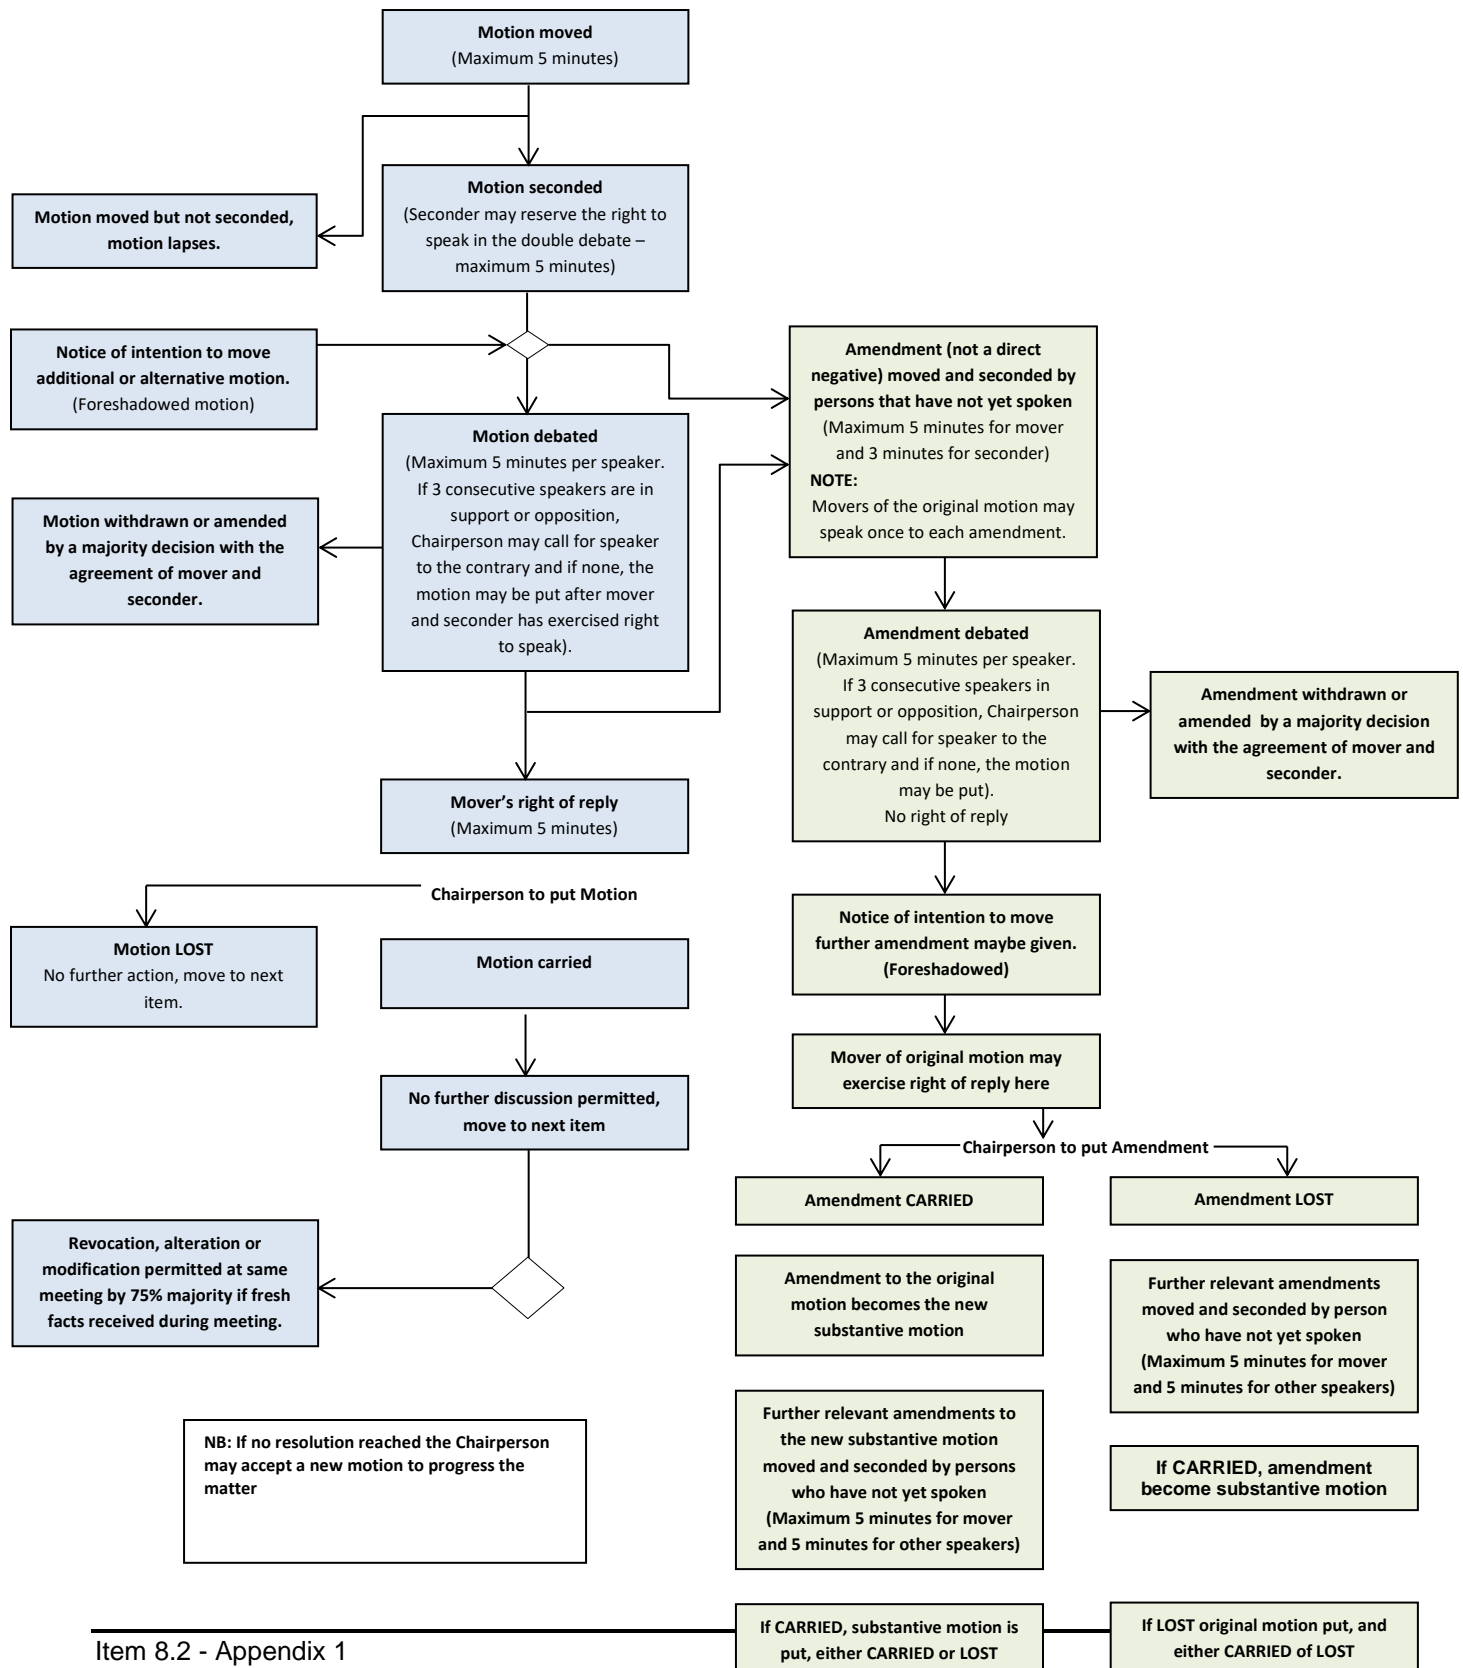 Motion moved
(Maximum 5 minutes)
Motion seconded
(Seconder may reserve the right to
speak in the double debate –
maximum 5 minutes)
Motion moved but not seconded,
motion lapses.
Notice of intention to move
additional or alternative motion.
(Foreshadowed motion)
Motion debated
(Maximum 5 minutes per speaker.
If 3 consecutive speakers are in
support or opposition,
Chairperson may call for speaker
to the contrary and if none, the
motion may be put after mover
and seconder has exercised right
to speak).
Motion withdrawn or amended
by a majority decision with the
agreement of mover and
seconder.
Mover’s right of reply
(Maximum 5 minutes)
Chairperson to put Motion
Motion LOST
No further action, move to next
item.
Motion carried
No further discussion permitted,
move to next item
Revocation, alteration or
modification permitted at same
meeting by 75% majority if fresh
facts received during meeting.
NB: If no resolution reached the Chairperson
may accept a new motion to progress the
matter
Amendment (not a direct
negative) moved and seconded by
persons that have not yet spoken
(Maximum 5 minutes for mover
and 3 minutes for seconder)
NOTE:
Movers of the original motion may
speak once to each amendment.
Amendment debated
(Maximum 5 minutes per speaker.
If 3 consecutive speakers in
support or opposition, Chairperson
may call for speaker to the
contrary and if none, the motion
may be put).
No right of reply
Amendment withdrawn or
amended by a majority decision
with the agreement of mover and
seconder.
Notice of intention to move
further amendment maybe given.
(Foreshadowed)
Mover of original motion may
exercise right of reply here
Chairperson to put Amendment
Amendment CARRIED
Amendment to the original
motion becomes the new
substantive motion
Further relevant amendments to
the new substantive motion
moved and seconded by persons
who have not yet spoken
(Maximum 5 minutes for mover
and 5 minutes for other speakers)
If CARRIED, substantive motion is
put, either CARRIED or LOST
Amendment LOST
Further relevant amendments
moved and seconded by person
who have not yet spoken
(Maximum 5 minutes for mover
and 5 minutes for other speakers)
If CARRIED, amendment
become substantive motion
If LOST original motion put, and
either CARRIED of LOST
Item 8.2 - Appendix 1